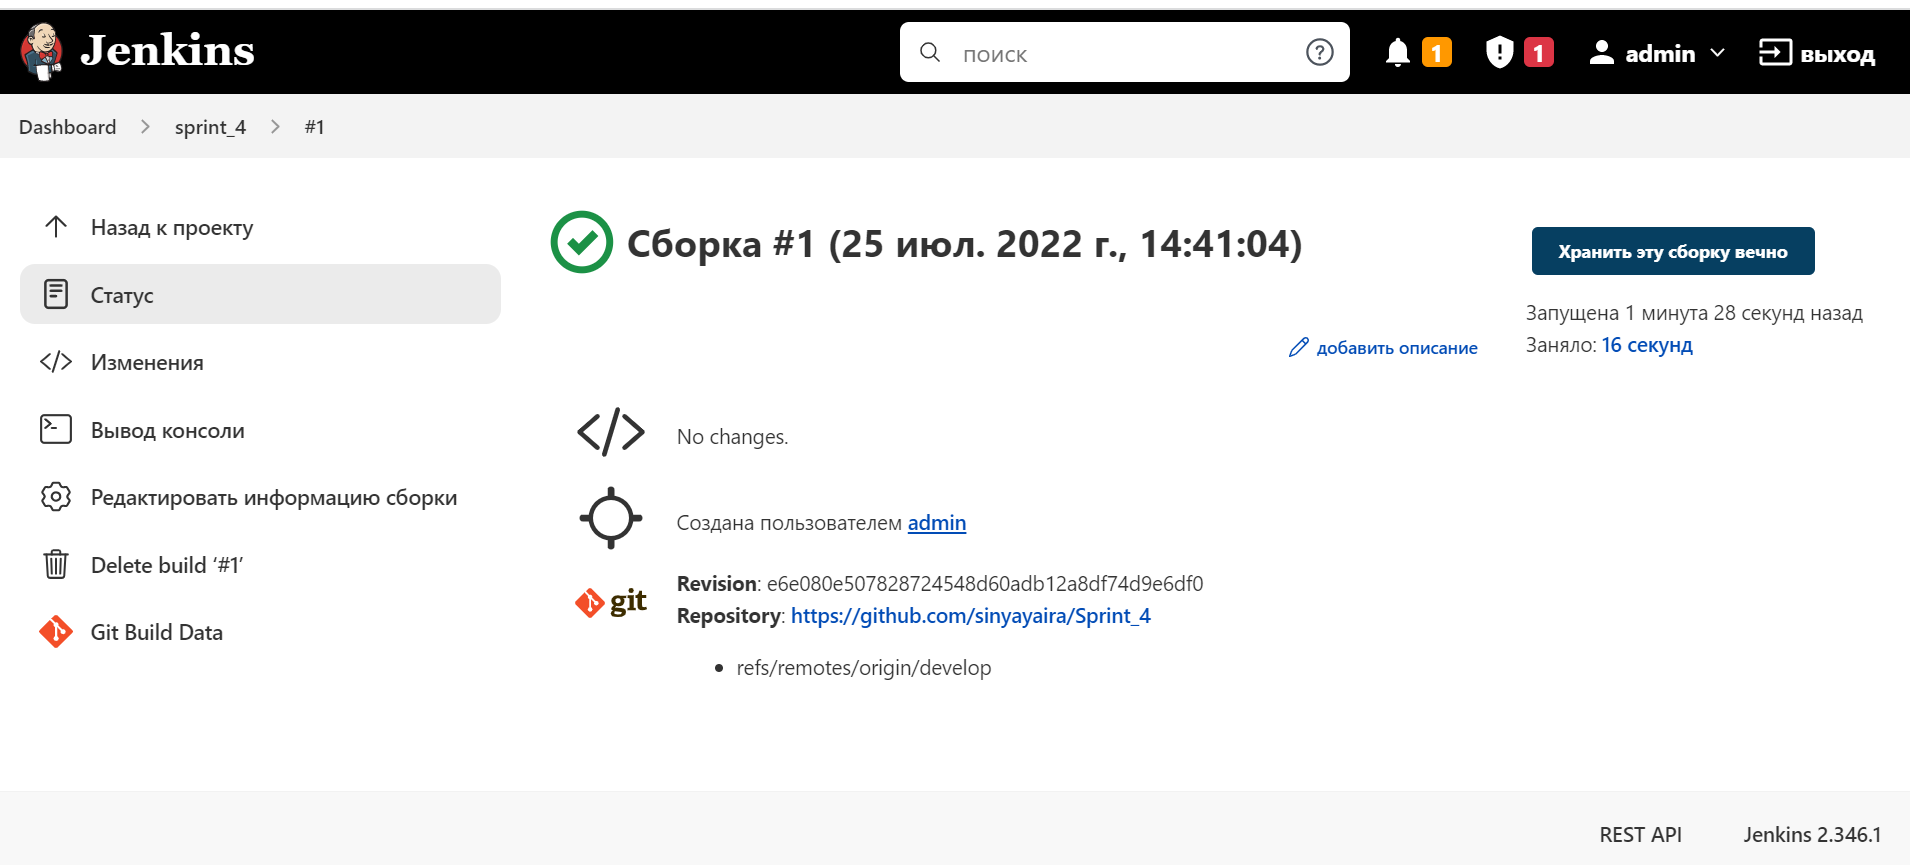 Jenkins
поиск
1
1
admin
выход
Dashboard
sprint_4
#1
Назад к проекту
Статус
Изменения
Вывод консоли
Редактировать информацию сборки
Delete build ‘#1’
Git Build Data
Сборка #1 (25 июл. 2022 г., 14:41:04)
Хранить эту сборку вечно
Запущена 1 минута 28 секунд назад
Заняло: 16 секунд
добавить описание
No changes.
Создана пользователем admin
git
Revision: e6e080e507828724548d60adb12a8df74d9e6df0
Repository: https://github.com/sinyayaira/Sprint_4
• refs/remotes/origin/develop
REST API
Jenkins 2.346.1